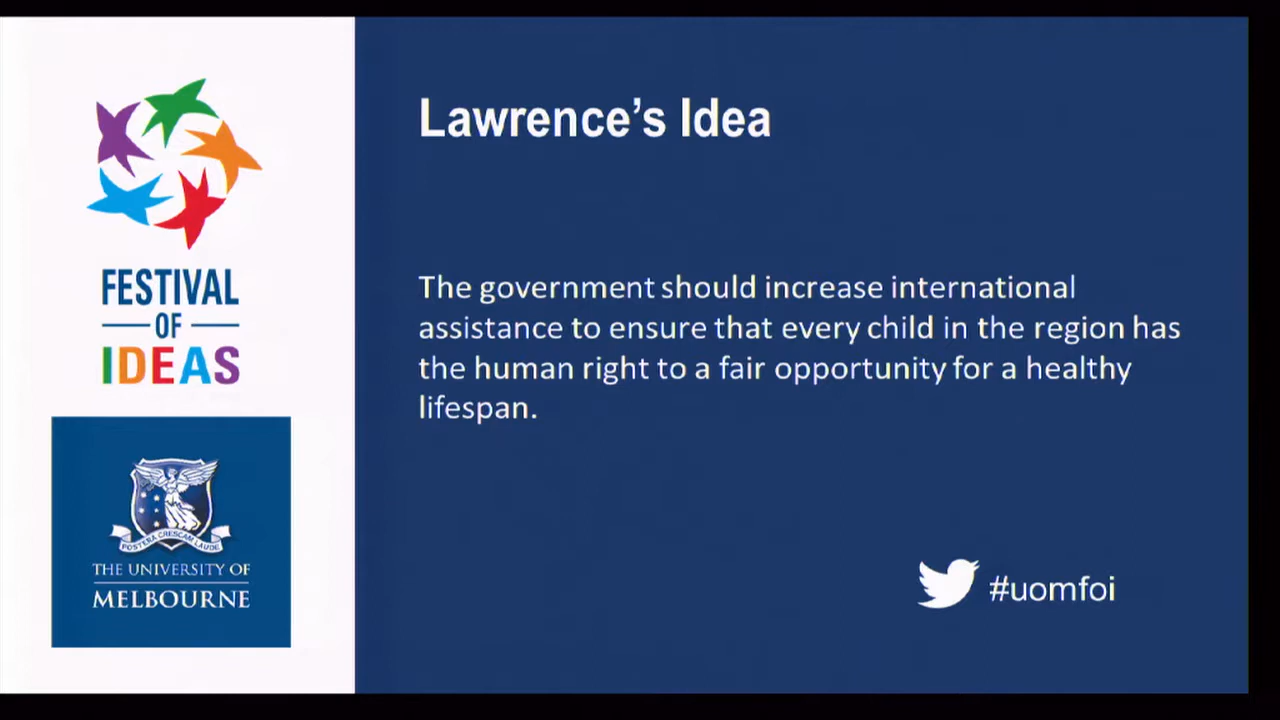 FESTIVAL
OF
IDEAS
POSTERA CRESCAM LAUDE
THE UNIVERSITY OF
MELBOURNE
Lawrence’s Idea
The government should increase international
assistance to ensure that every child in the region has
the human right to a fair opportunity for a healthy
lifespan.
#uomfoi